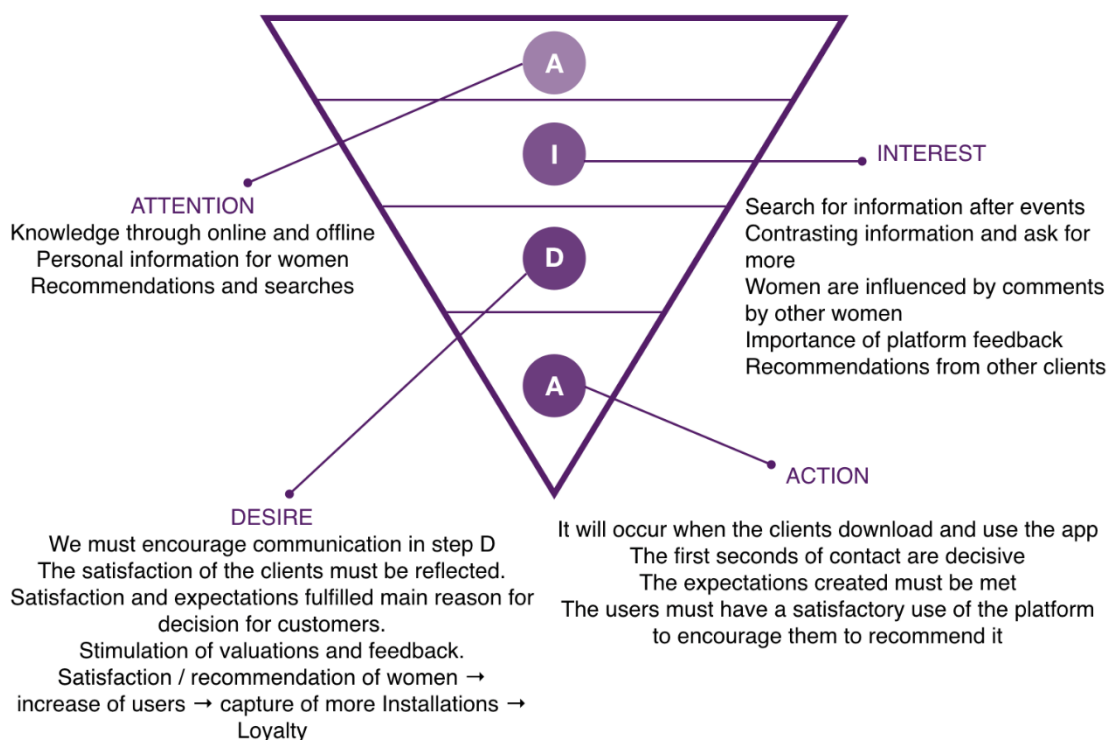 A
I
D
A
ATTENTION
Knowledge through online and offline
Personal information for women
Recommendations and searches
INTEREST
Search for information after events
Contrasting information and ask for
more
Women are influenced by comments
by other women
Importance of platform feedback
Recommendations from other clients
DESIRE
We must encourage communication in step D
The satisfaction of the clients must be reflected.
Satisfaction and expectations fulfilled main reason for
decision for customers.
Stimulation of valuations and feedback.
Satisfaction / recommendation of women →
increase of users → capture of more Installations →
Loyalty
ACTION
It will occur when the clients download and use the app
The first seconds of contact are decisive
The expectations created must be met
The users must have a satisfactory use of the platform
to encourage them to recommend it